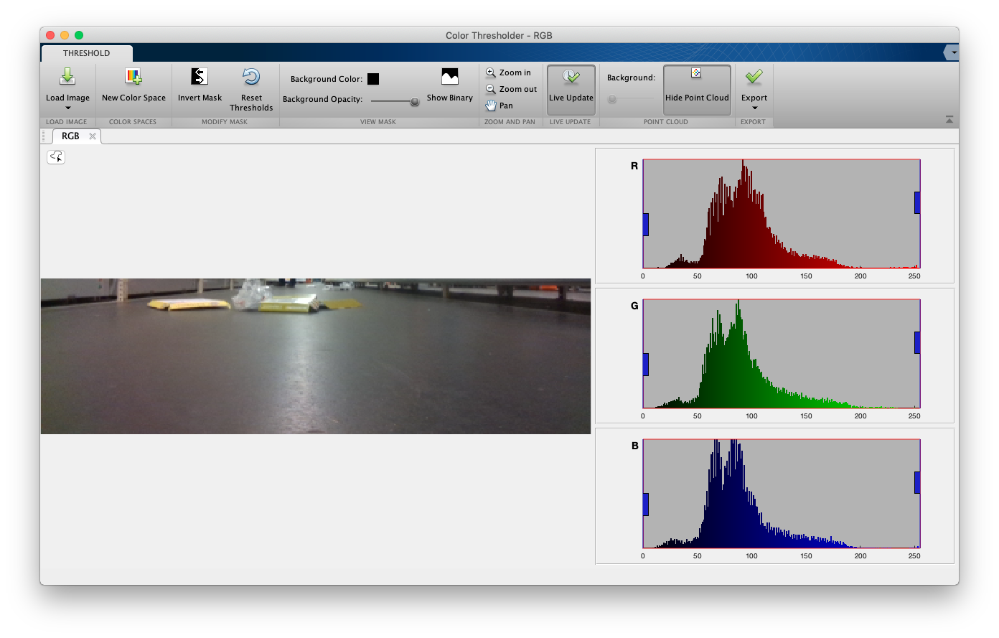 Color Thresholder - RGB
THRESHOLD
Load Image
New Color Space
Invert Mask
Reset
Thresholds
Background Color:
Background Opacity:
Show Binary
Zoom in
Zoom out
Pan
Live Update
Background:
Hide Point Cloud
Export
LOAD IMAGE
COLOR SPACES
MODIFY MASK
VIEW MASK
ZOOM AND PAN
LIVE UPDATE
POINT CLOUD
EXPORT
RGB
R
0 50 100 150 200 250
G
0 50 100 150 200 250
B
0 50 100 150 200 250